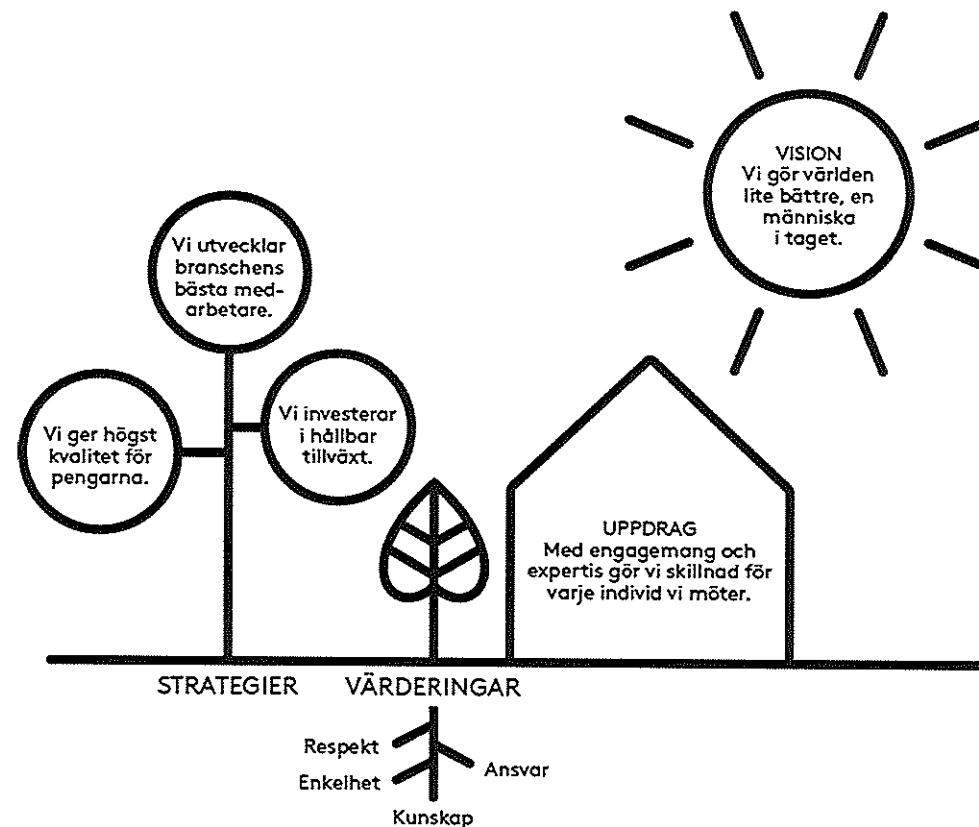 VISION
Vi gör världen
lite bättre, en
människa
i taget.
Vi utvecklar
branschens
bästa med-
arbetare.
Vi ger högst
kvalitet för
pengarna.
Vi investerar
i hållbar
tillväxt.
UPPDRAG
Med engagemang och
expertis gör vi skillnad för
varje individ vi möter.
STRATEGIER
VÄRDERINGAR
Respekt
Ansvar
Enkelhet
Kunskap